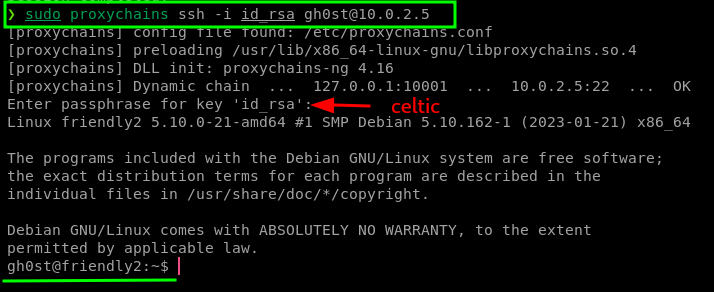 ❯ sudo proxychains ssh -i id_rsa gh0st@10.0.2.5
[proxychains] config file found: /etc/proxychains.conf
[proxychains] preloading /usr/lib/x86_64-linux-gnu/libproxychains.so.4
[proxychains] DLL init: proxychains-ng 4.16
[proxychains] Dynamic chain  ...  127.0.0.1:10001  ...  10.0.2.5:22  ...  OK
Enter passphrase for key 'id_rsa': celtic
Linux friendly2 5.10.0-21-amd64 #1 SMP Debian 5.10.162-1 (2023-01-21) x86_64

The programs included with the Debian GNU/Linux system are free software;
the exact distribution terms for each program are described in the
individual files in /usr/share/doc/*/copyright.

Debian GNU/Linux comes with ABSOLUTELY NO WARRANTY, to the extent
permitted by applicable law.
gh0st@friendly2:~$